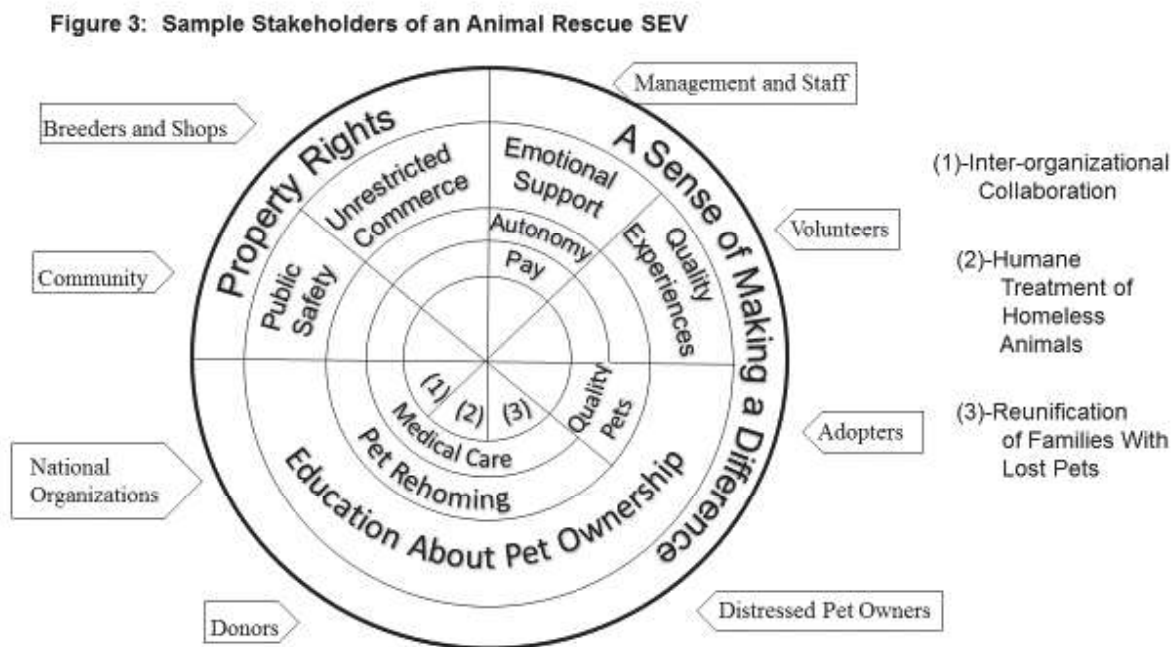 Figure 3: Sample Stakeholders of an Animal Rescue SEV
Management and Staff
Breeders and Shops
Volunteers
Community
Adopters
National
Organizations
Distressed Pet Owners
Donors
Property Rights
A Sense of Making a Difference
Unrestricted
Commerce
Emotional
Support
Public
Safety
Quality
Experiences
Autonomy
Pay
Quality
Pets
(1)
(2)
(3)
Medical Care
Pet Rehoming
Education About Pet Ownership
(1)-Inter-organizational
Collaboration
(2)-Humane
Treatment of
Homeless
Animals
(3)-Reunification
of Families With
Lost Pets